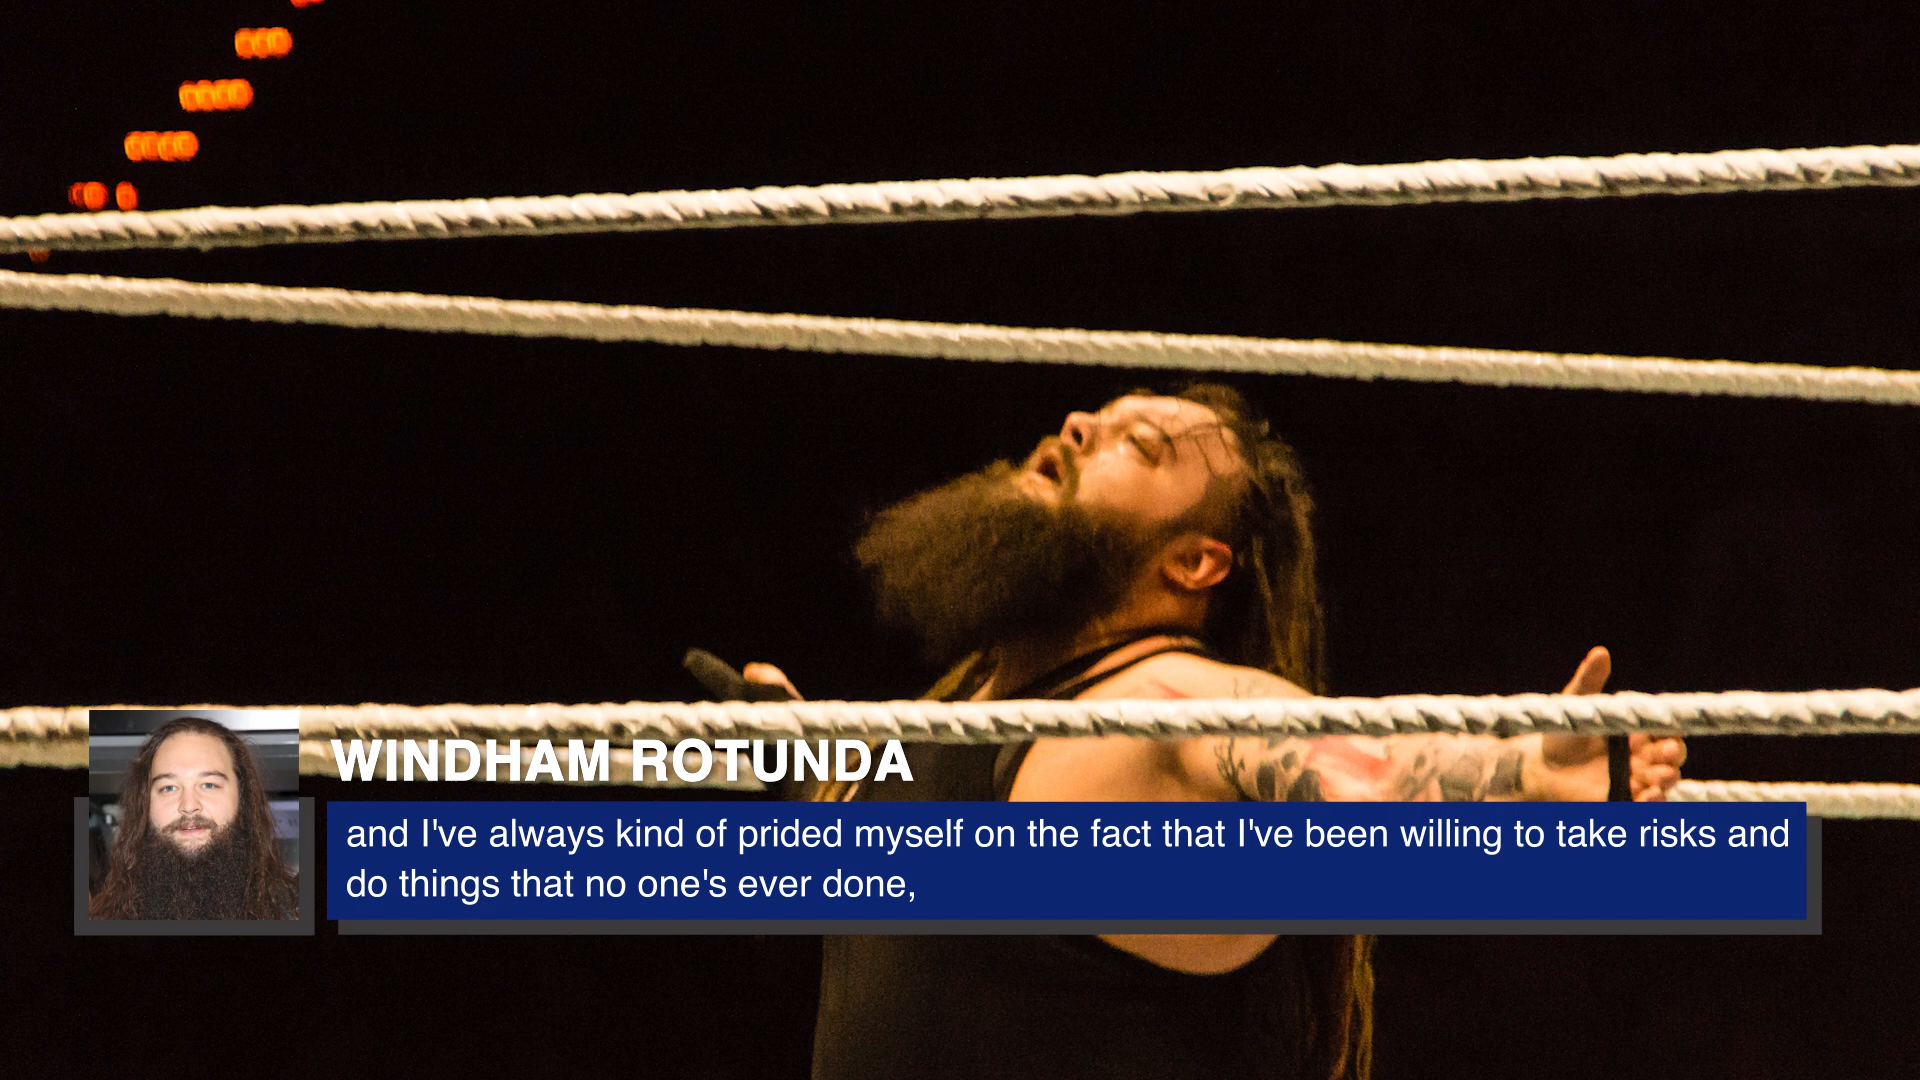 WINDHAM ROTUNDA
and I've always kind of prided myself on the fact that I've been willing to take risks and
do things that no one's ever done,